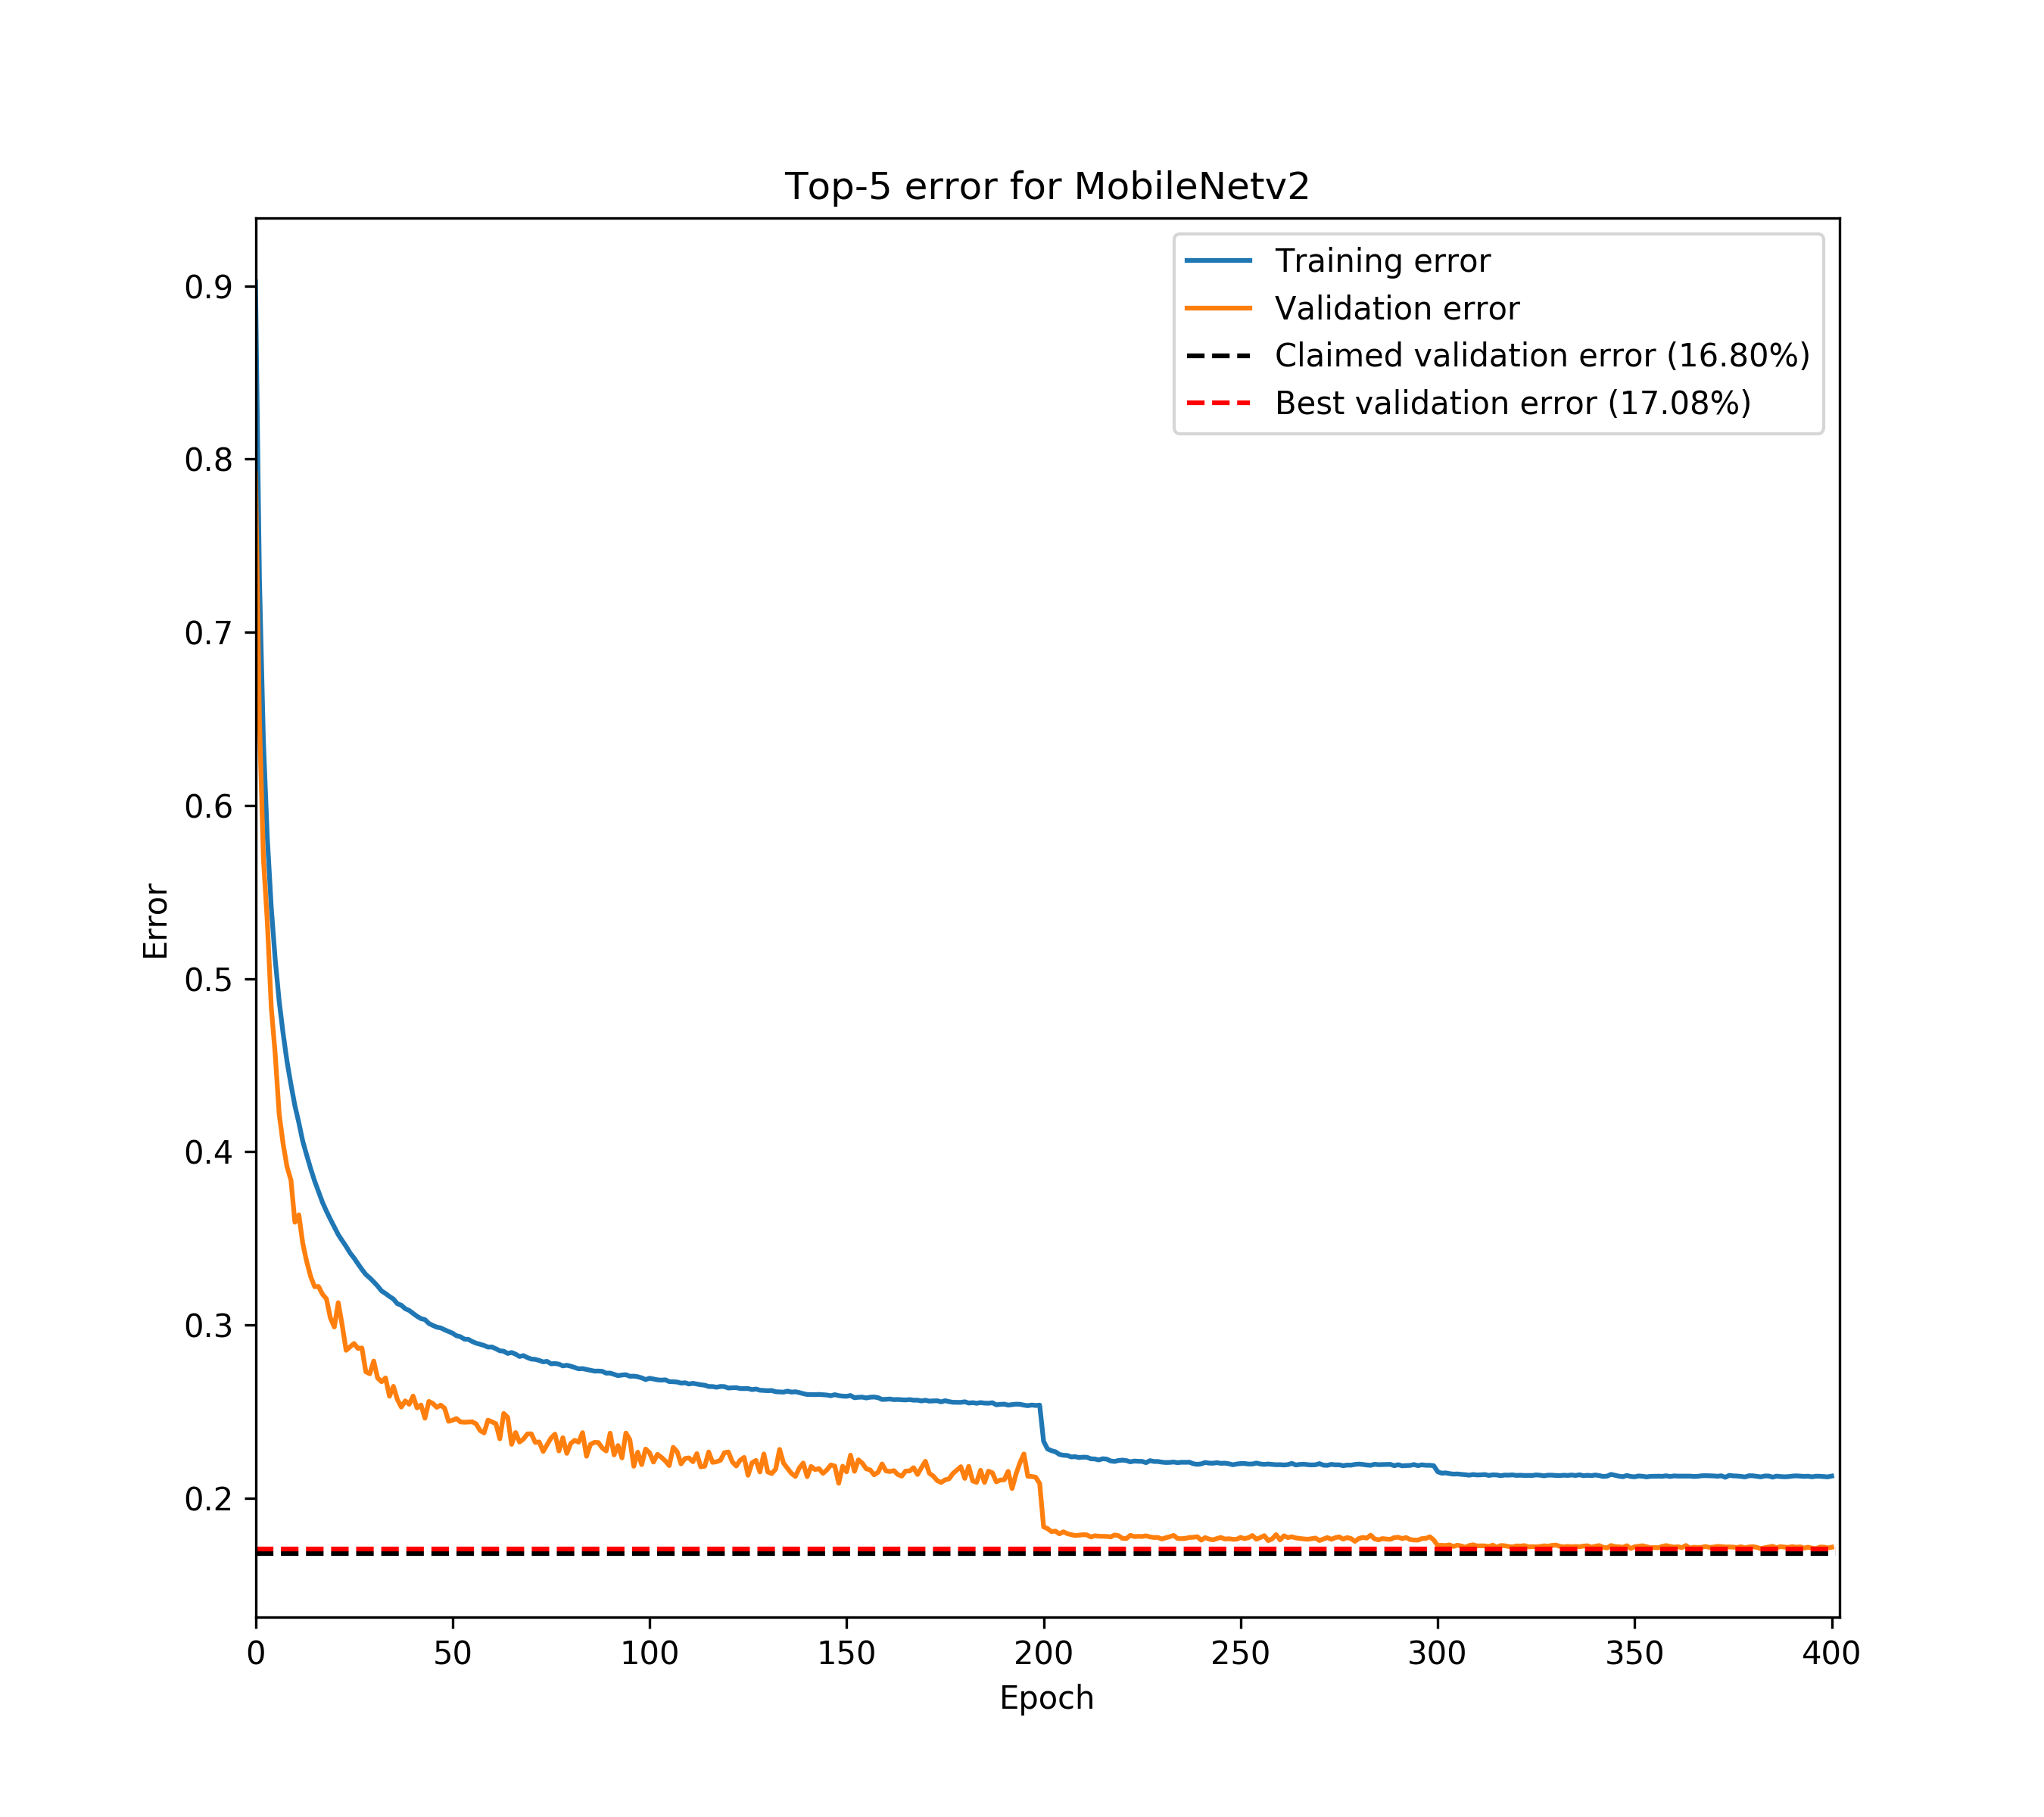 Top-5 error for MobileNetv2
Training error
Validation error
Claimed validation error (16.80%)
Best validation error (17.08%)
0.9
0.8
0.7
0.6
0.5
0.4
0.3
0.2
Error
0 50 100 150 200 250 300 350 400
Epoch